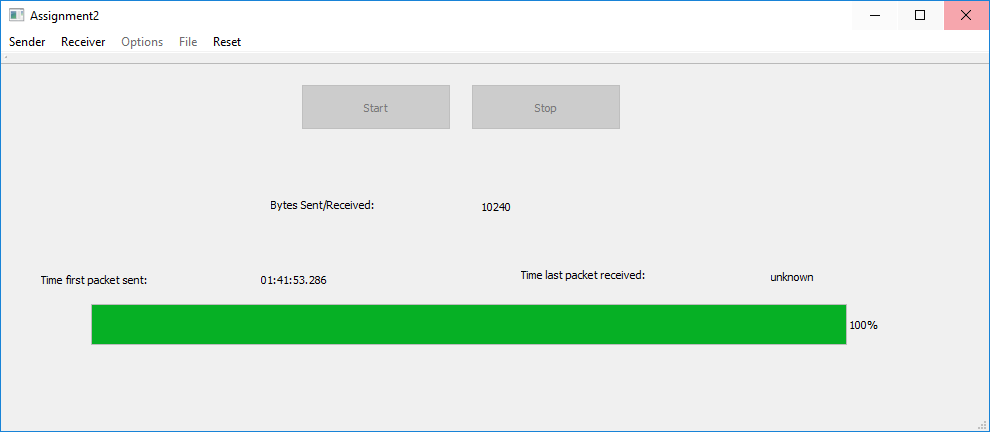 Assignment2
Sender Receiver Options File Reset
Start Stop
Bytes Sent/Received: 10240
Time first packet sent: 01:41:53.286 Time last packet received: unknown
100%